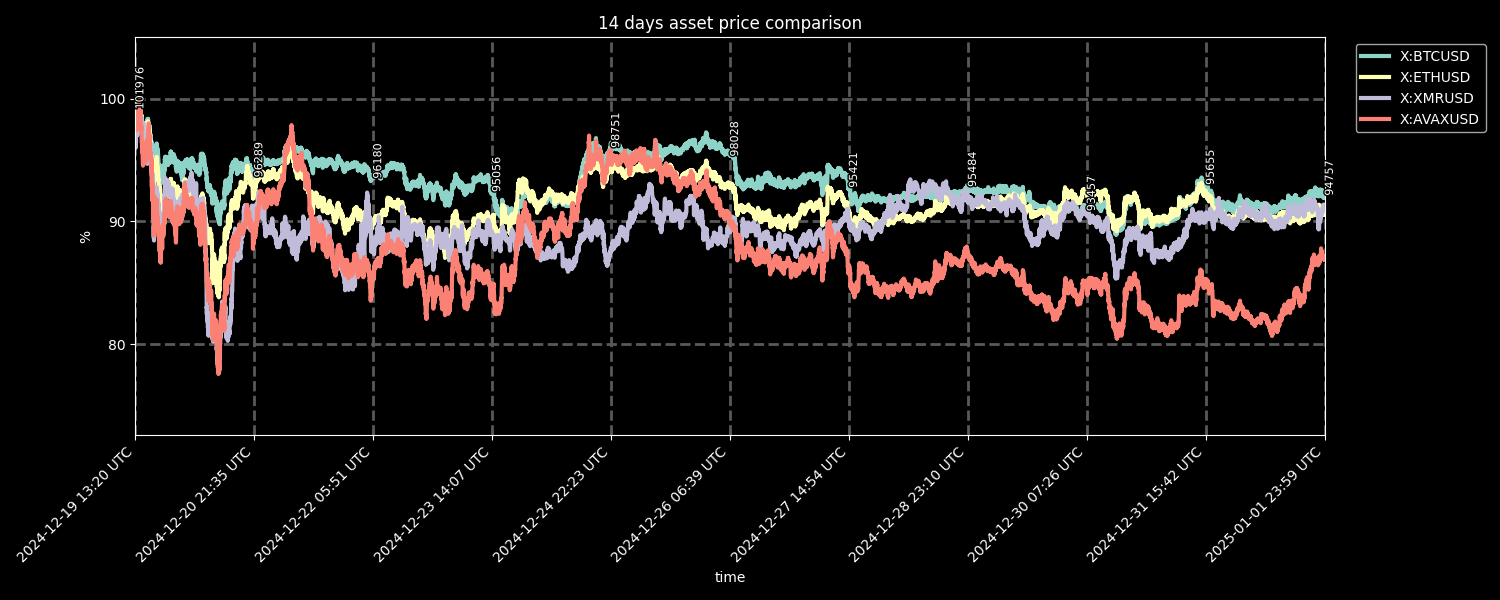 14 days asset price comparison
X:BTCUSD
X:ETHUSD
X:XMRUSD
X:AVAXUSD
100
90
80
%
101976
96289
96180
95056
98751
98028
95421
95484
93457
95655
94757
2024-12-19 13:20 UTC
2024-12-20 21:35 UTC
2024-12-22 05:51 UTC
2024-12-23 14:07 UTC
2024-12-24 22:23 UTC
2024-12-26 06:39 UTC
2024-12-27 14:54 UTC
2024-12-28 23:10 UTC
2024-12-30 07:26 UTC
2024-12-31 15:42 UTC
2025-01-01 23:59 UTC
time